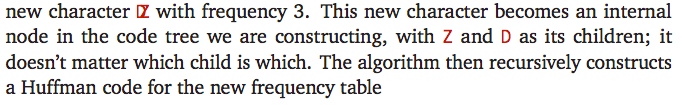 new character DZ with frequency 3. This new character becomes an internal
node in the code tree we are constructing, with Z and D as its children; it
doesn’t matter which child is which. The algorithm then recursively constructs
a Huffman code for the new frequency table